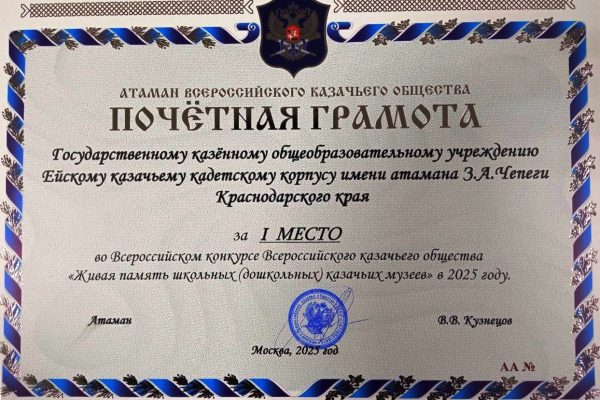 АТАМАН ВСЕРОССИЙСКОГО КАЗАЧЬЕГО ОБЩЕСТВА
ПОЧЁТНАЯ ГРАМОТА
Государственному казённому общеобразовательному учреждению
Ейскому казачьему кадетскому корпусу имени атамана З.А.Чепеги
Краснодарского края
за I МЕСТО
во Всероссийском конкурсе Всероссийского казачьего общества
«Живая память школьных (дошкольных) казачьих музеев» в 2025 году.
Атаман В.В. Кузнецов
Москва, 2025 год
АА №